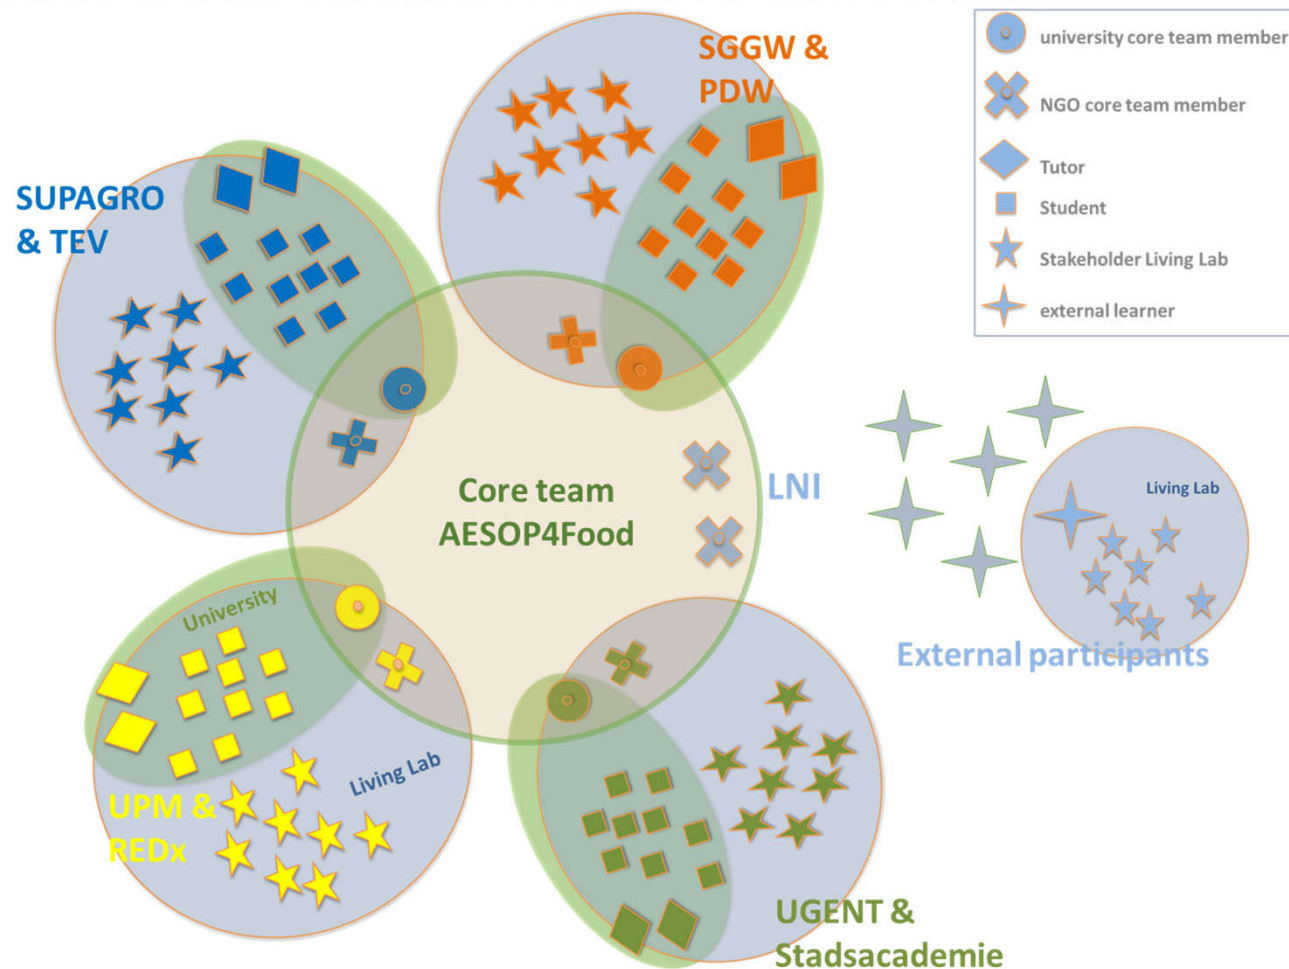 SGGW &
PDW
university core team member
NGO core team member
Tutor
Student
Stakeholder Living Lab
external learner
SUPAGRO
& TEV
Core team
AESOP4Food
LNI
Living Lab
External participants
University
Living Lab
UPM &
REDx
UGENT &
Stadsacademie